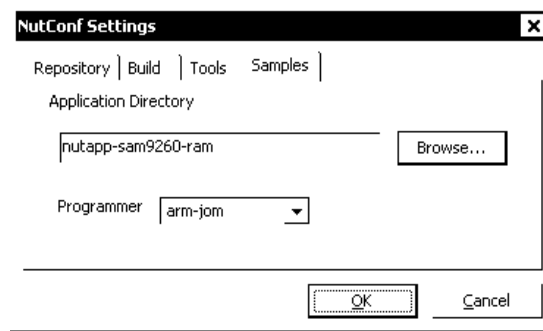 NutConf Settings
Repository Build Tools Samples
Application Directory
nutapp-sam9260-ram Browse...
Programmer arm-jom
OK Cancel